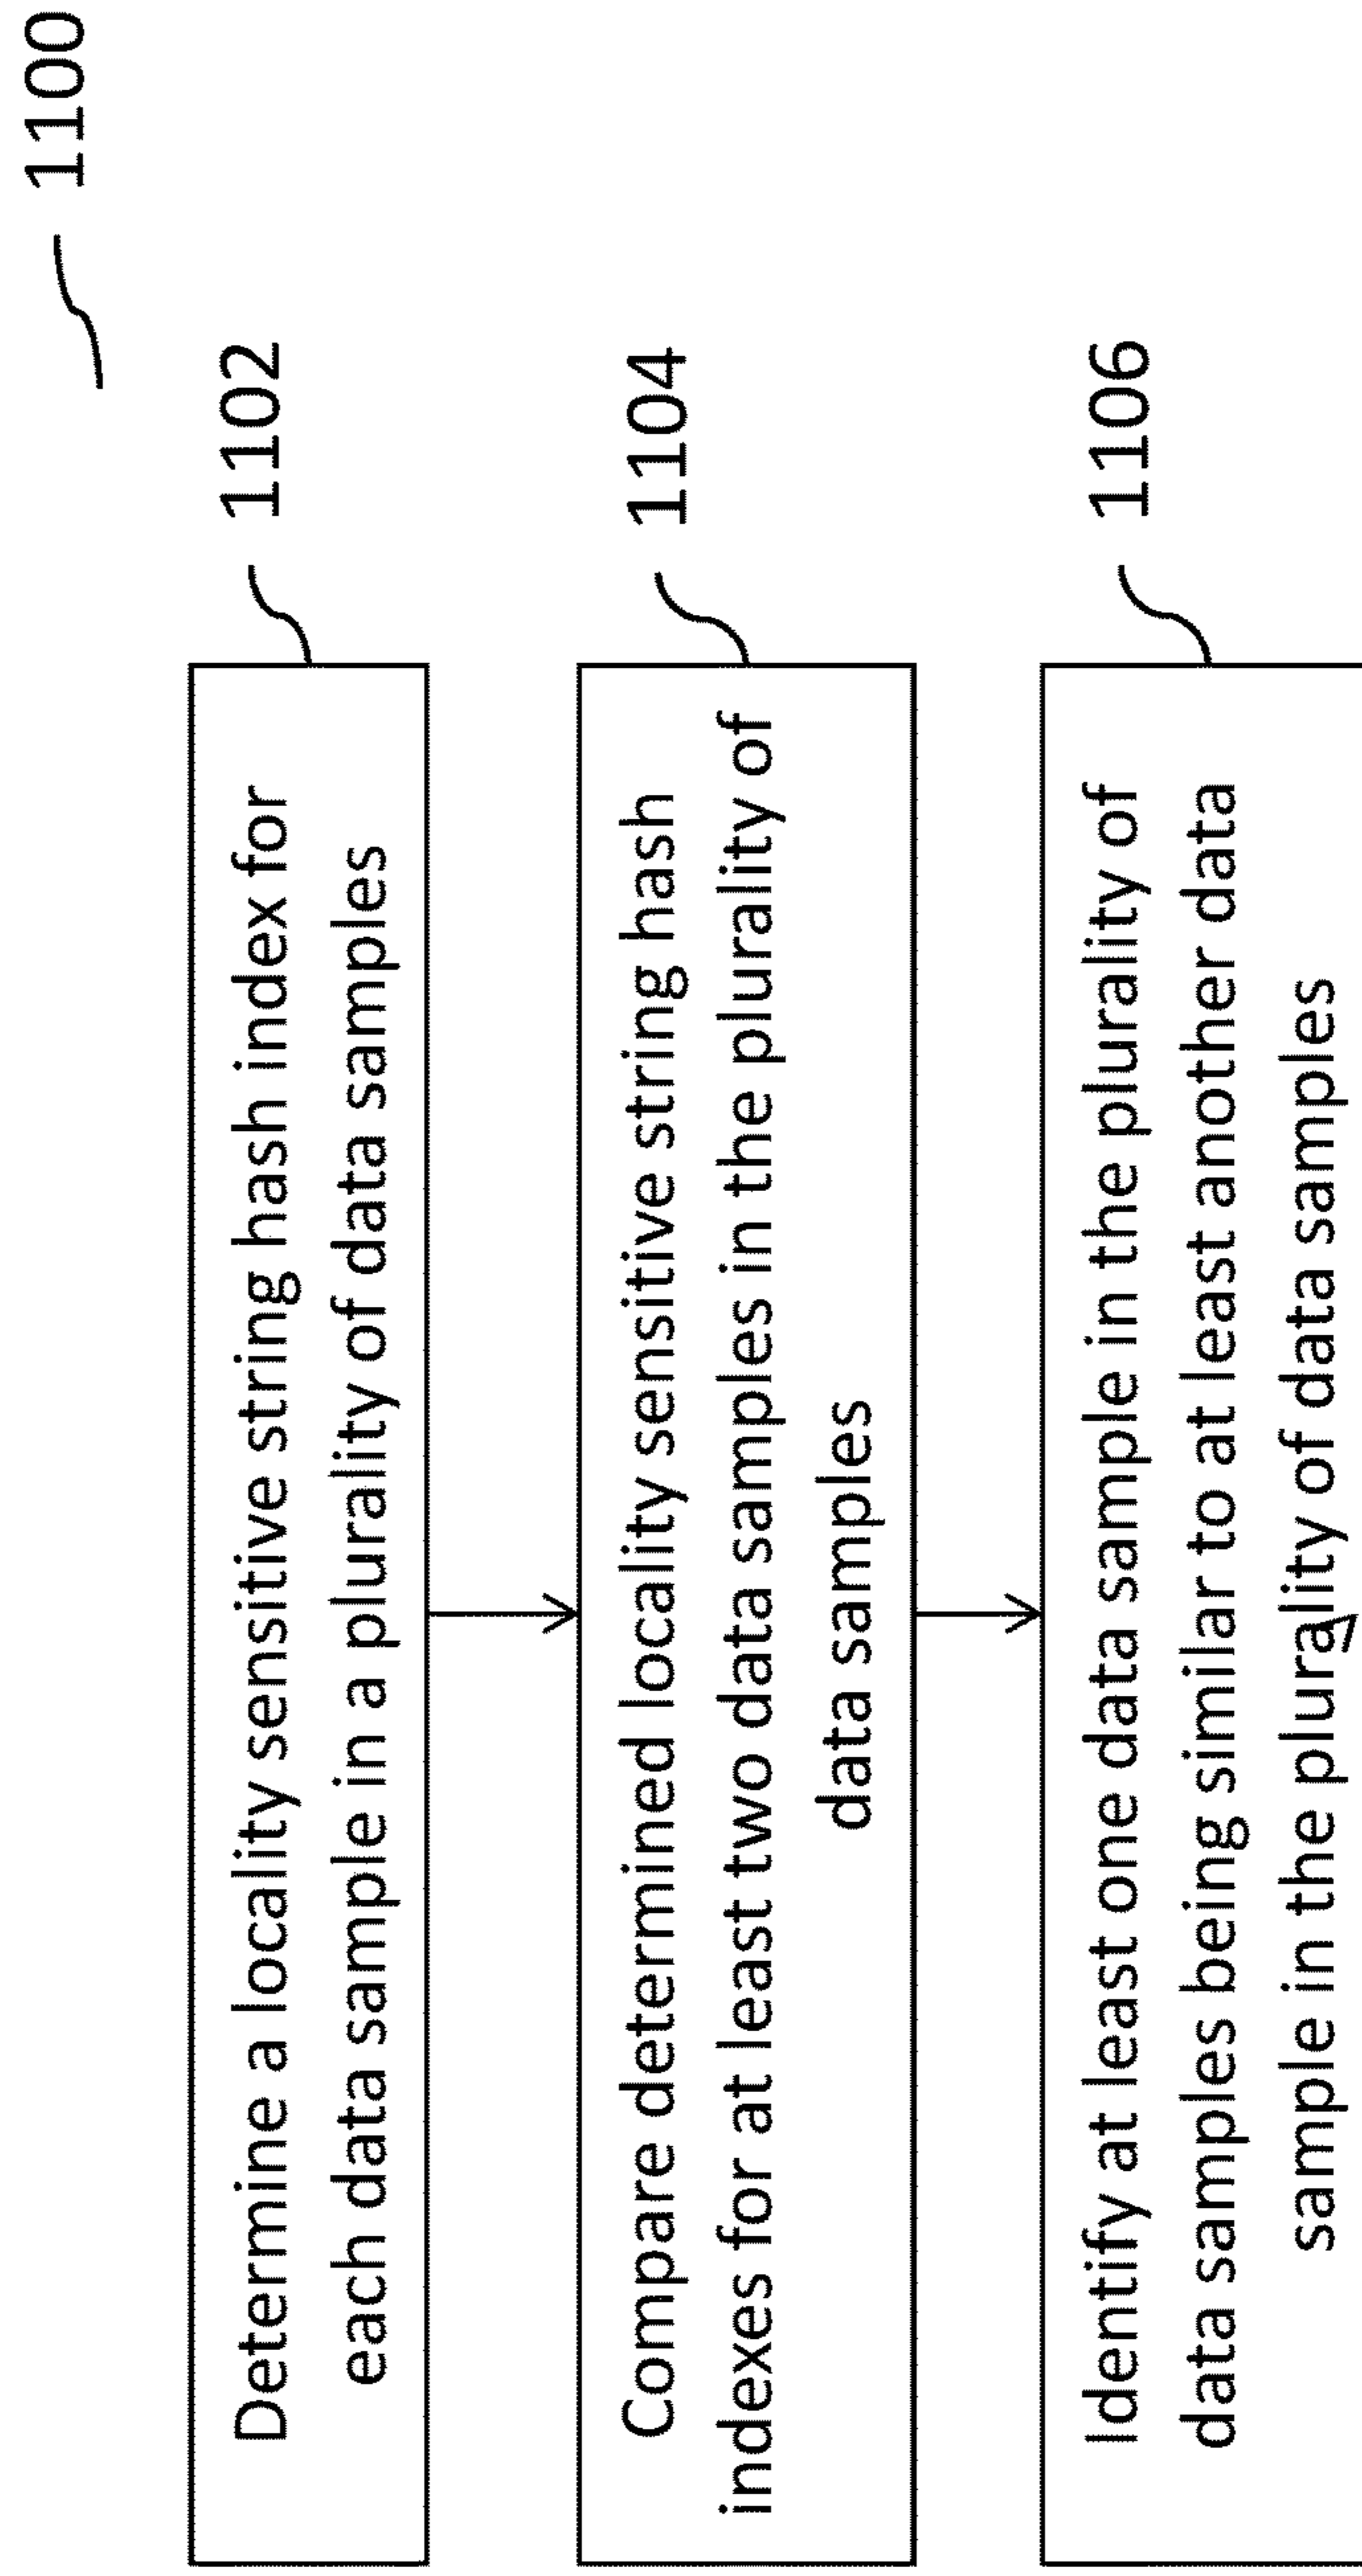 1100
1102
Determine a locality sensitive string hash index for
each data sample in a plurality of data samples
1104
Compare determined locality sensitive string hash
indexes for at least two data samples in the plurality of
data samples
1106
Identify at least one data sample in the plurality of
data samples being similar to at least another data
sample in the plurality of data samples